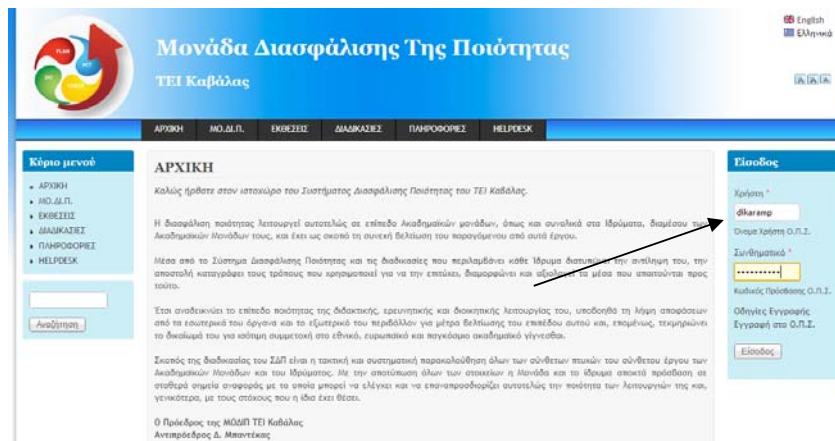 English
Ελληνικά
PLAN
ACT
DO
Μονάδα Διασφάλισης Της Ποιότητας
ΤΕΙ Καβάλας
A A A
ΑΡΧΙΚΗ ΜΟ.ΔΙ.Π. ΕΚΘΕΣΕΙΣ ΔΙΑΔΙΚΑΣΙΕΣ ΠΛΗΡΟΦΟΡΙΕΣ HELPDESK
Κύριο μενού
ΑΡΧΙΚΗ
ΜΟ.ΔΙ.Π.
ΕΚΘΕΣΕΙΣ
ΔΙΑΔΙΚΑΣΙΕΣ
ΠΛΗΡΟΦΟΡΙΕΣ
HELPDESK
Αναζήτηση
ΑΡΧΙΚΗ
Καλώς ήρθατε στον ιστοχώρο του Συστήματος Διασφάλισης Ποιότητας του ΤΕΙ Καβάλας.
Η διασφάλιση ποιότητας λειτουργεί αυτοτελώς σε επίπεδο Ακαδημαϊκών μονάδων, όπως και συνολικά στα Ιδρύματα, διαμέσου των
Ακαδημαϊκών Μονάδων τους, και έχει ως σκοπό τη συνεχή βελτίωση του παραγόμενου από αυτά έργου.
Μέσα από το Σύστημα Διασφάλισης Ποιότητας και τις διαδικασίες που περιλαμβάνει κάθε Ίδρυμα διατυπώνει την αντίληψη του, την
αποστολή καταγράφει τους τρόπους που χρησιμοποιεί για να την επιτύχει, διαμορφώνει και αξιολογεί τα μέσα που απαιτούνται προς
τούτο.
Έτσι αναδεικνύει το επίπεδο ποιότητας της διδακτικής, ερευνητικής και διοικητικής λειτουργίας του, υποβοηθά τη λήψη αποφάσεων
από τα εσωτερικά του όργανα και το εξωτερικό του περιβάλλον για μέτρα βελτίωσης του επιπέδου αυτού και, επομένως, τεκμηριώνει
το δικαίωμά του για ισότιμη συμμετοχή στο εθνικό, ευρωπαϊκό και παγκόσμιο ακαδημαϊκό γίγνεσθαι.
Σκοπός της διαδικασίας του ΣΔΠ είναι η τακτική και συστηματική παρακολούθηση όλων των σύνθετων πτυχών του σύνθετου έργου των
Ακαδημαϊκών Μονάδων και του Ιδρύματος. Με την αποτύπωση όλων των στοιχείων η Μονάδα και το ίδρυμα αποκτά πρόσβαση σε
σταθερά σημεία αναφοράς με τα οποία μπορεί να ελέγχει και να επαναπροσδιορίζει αυτοτελώς την ποιότητα των λειτουργιών της και,
γενικότερα, με τους στόχους που η ίδια έχει θέσει.
Ο Πρόεδρος της ΜΟΔΙΠ ΤΕΙ Καβάλας
Αντιπρόεδρος Δ. Μπαντέκας
Είσοδος
Χρήστη *
dikaramp
Όνομα Χρήστη Ο.Π.Σ.
Συνθηματικό *
Κωδικός Πρόσβασης Ο.Π.Σ.
Οδηγίες Εγγραφής
Εγγραφή στο Ο.Π.Σ.
Είσοδος